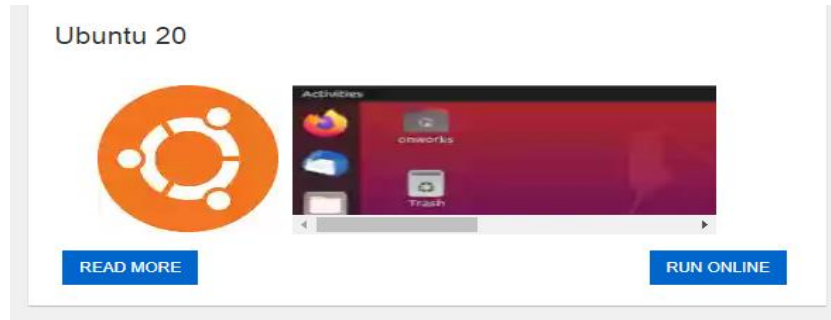 Ubuntu 20
Activities
onworks
Trash
READ MORE
RUN ONLINE